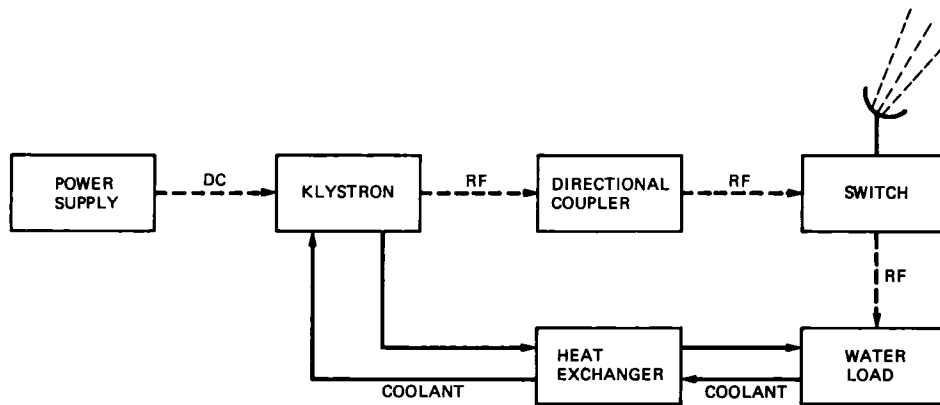 POWER
SUPPLY
DC
KLYSTRON
RF
DIRECTIONAL
COUPLER
RF
SWITCH
RF
HEAT
EXCHANGER
WATER
LOAD
COOLANT
COOLANT